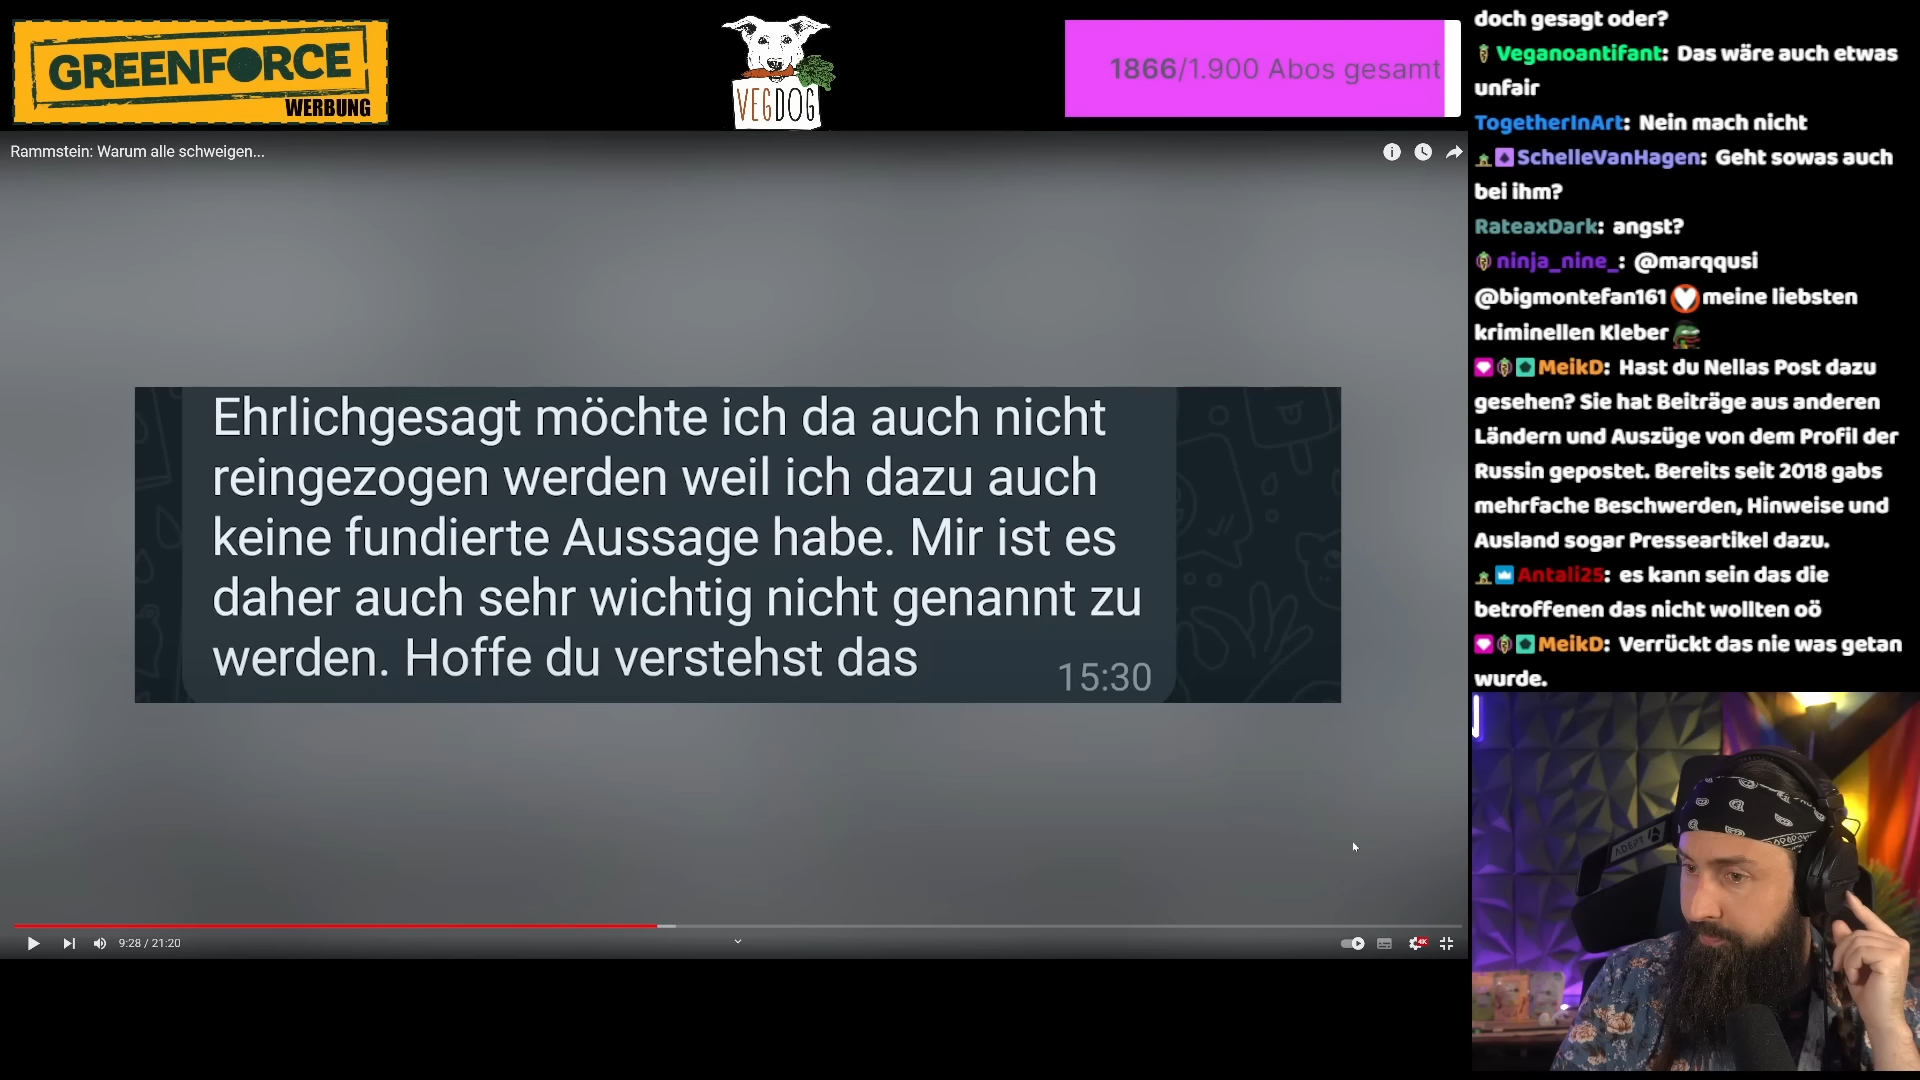 GREENFORCE
WERBUNG
VEGDOG
1866/1.900 Abos gesamt
Rammstein: Warum alle schweigen...
Ehrlichgesagt möchte ich da auch nicht
reingezogen werden weil ich dazu auch
keine fundierte Aussage habe. Mir ist es
daher auch sehr wichtig nicht genannt zu
werden. Hoffe du verstehst das
15:30
9:28 / 21:20
4K
doch gesagt oder?
Veganoantifant: Das wäre auch etwas
unfair
TogetherInArt: Nein mach nicht
SchelleVanHagen: Geht sowas auch
bei ihm?
RateaxDark: angst?
ninja_nine_: @marqqusi
@bigmontefan161 meine liebsten
kriminellen Kleber
MeikD: Hast du Nellas Post dazu
gesehen? Sie hat Beiträge aus anderen
Ländern und Auszüge von dem Profil der
Russin gepostet. Bereits seit 2018 gabs
mehrfache Beschwerden, Hinweise und
Ausland sogar Presseartikel dazu.
Antali25: es kann sein das die
betroffenen das nicht wollten oö
MeikD: Verrückt das nie was getan
wurde.
ADEPT